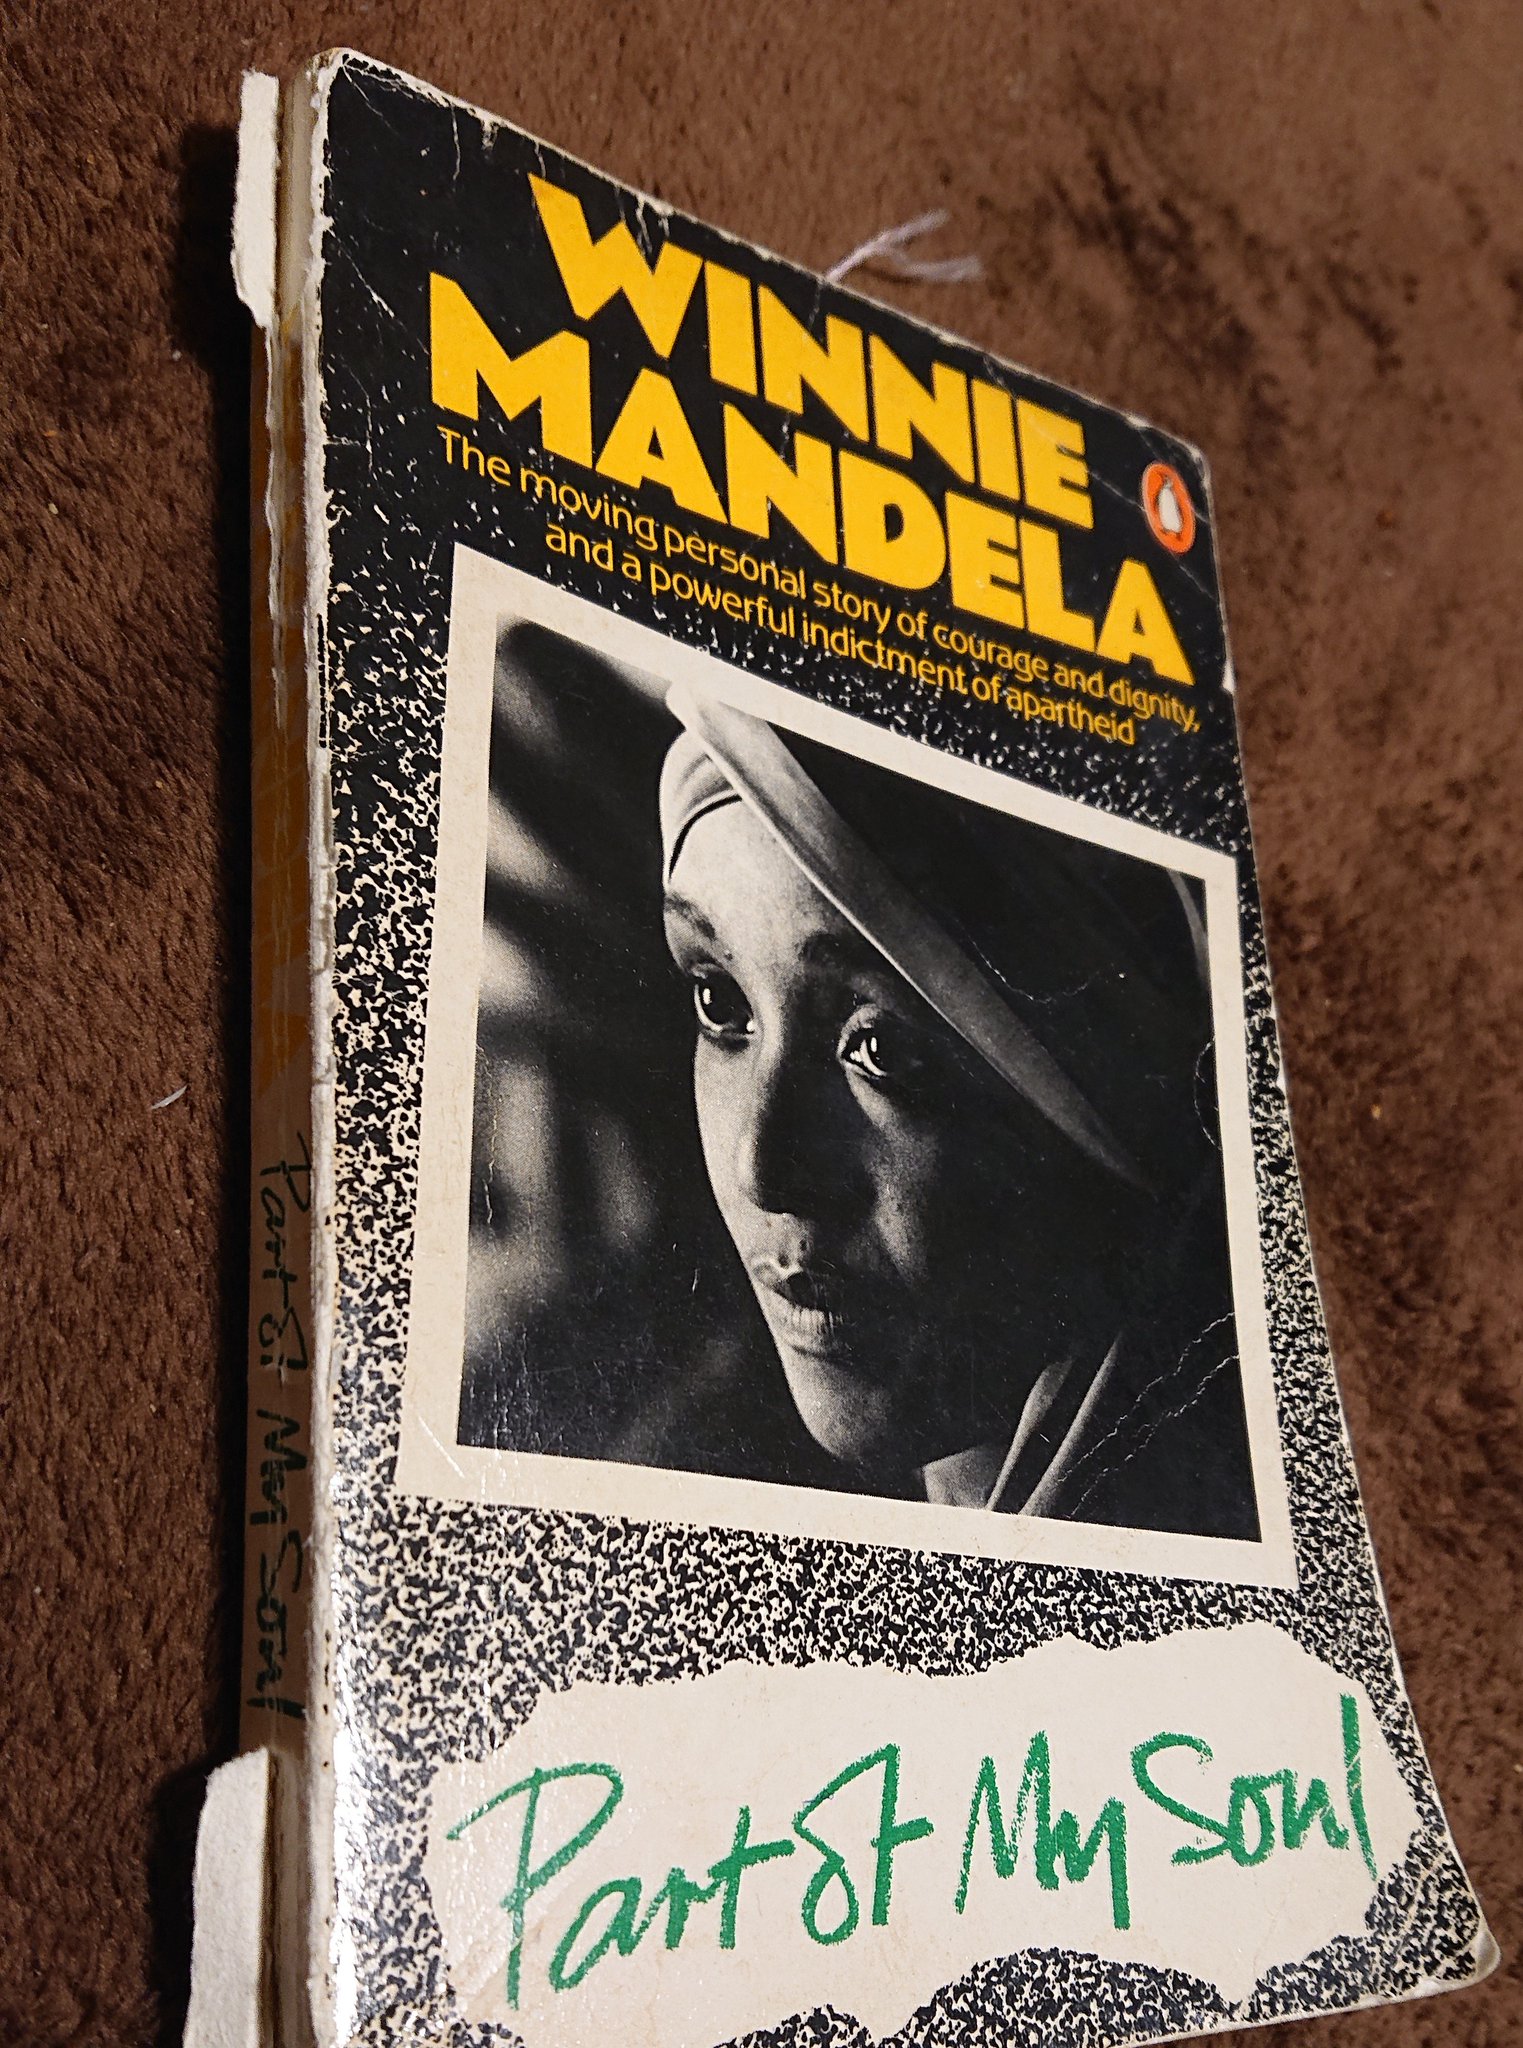 WINNIE
MANDELA
The moving personal story of courage and dignity,
and a powerful indictment of apartheid
Part Of My Soul
Part Of My Soul